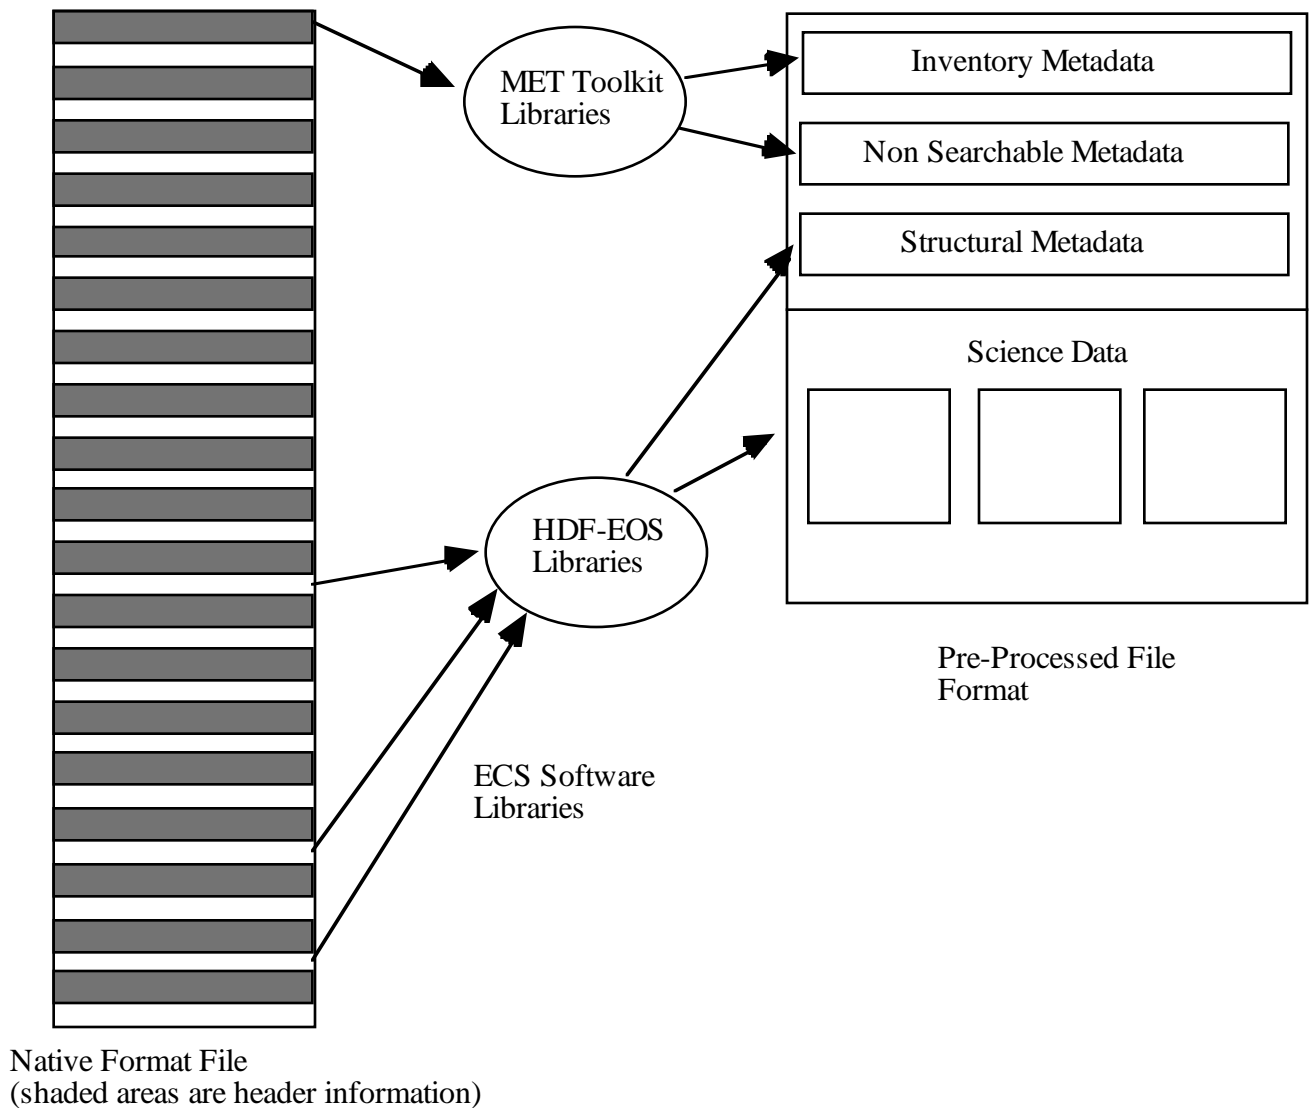 MET Toolkit
Libraries
Inventory Metadata
Non Searchable Metadata
Structural Metadata
Science Data
HDF-EOS
Libraries
Pre-Processed File
Format
ECS Software
Libraries
Native Format File
(shaded areas are header information)